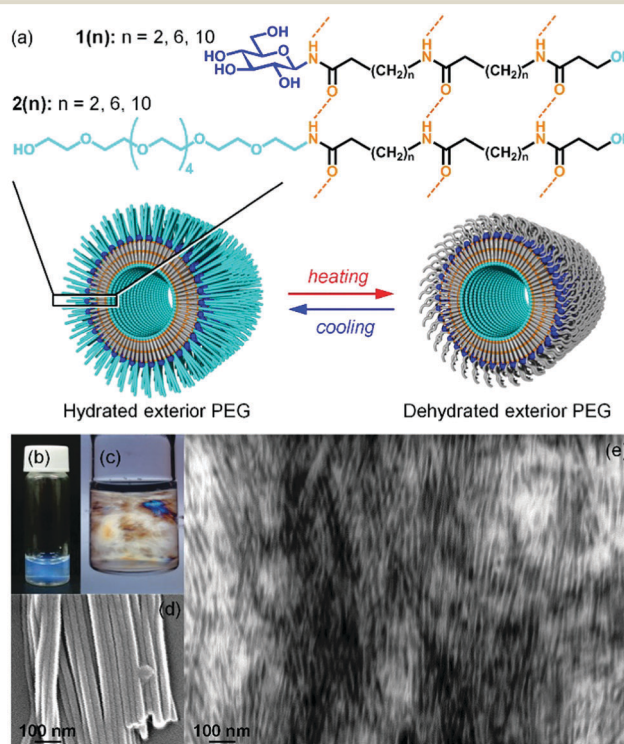 (a) 1(n): n = 2, 6, 10
OH
HO
HO
OH
O
H
N
O
(CH₂)n
H
N
O
(CH₂)n
H
N
O
OH
2(n): n = 2, 6, 10
HO
O
O
4
O
O
H
N
O
(CH₂)n
H
N
O
(CH₂)n
H
N
O
OH
heating
cooling
Hydrated exterior PEG
Dehydrated exterior PEG
(b)
(c)
(e)
(d)
100 nm
100 nm